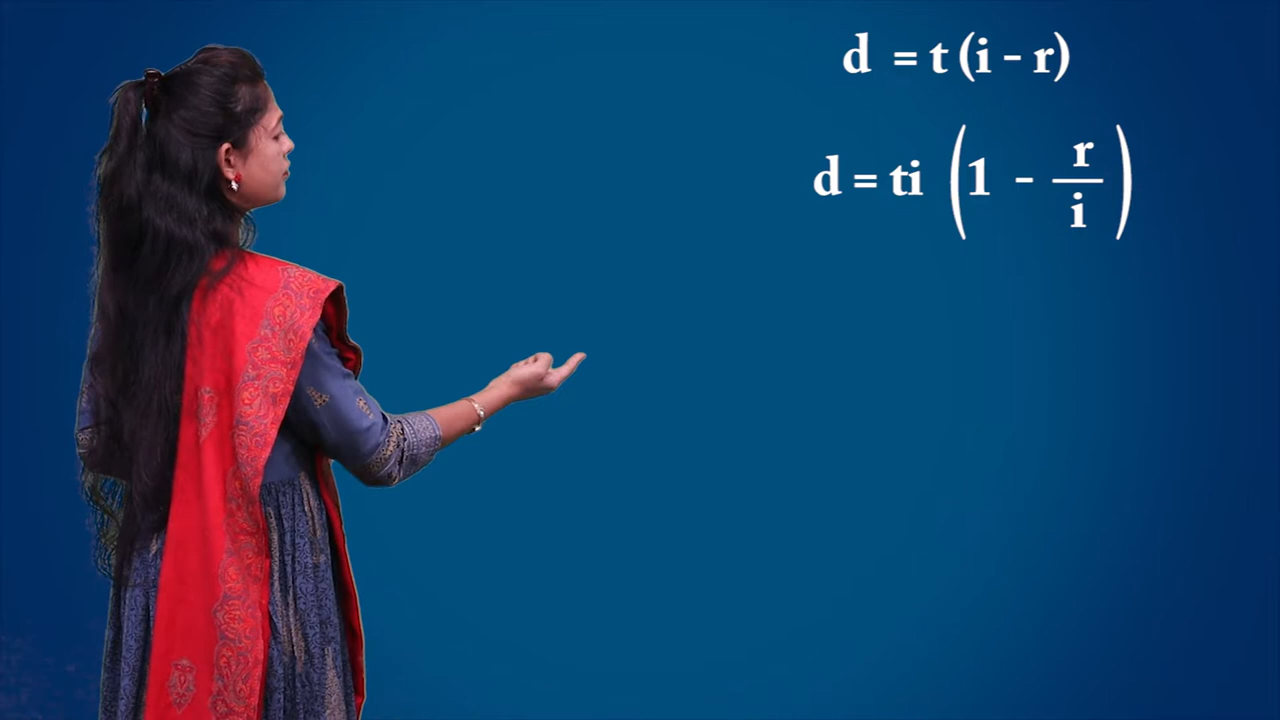 d = t (i - r)
d = ti (1 - r/i)